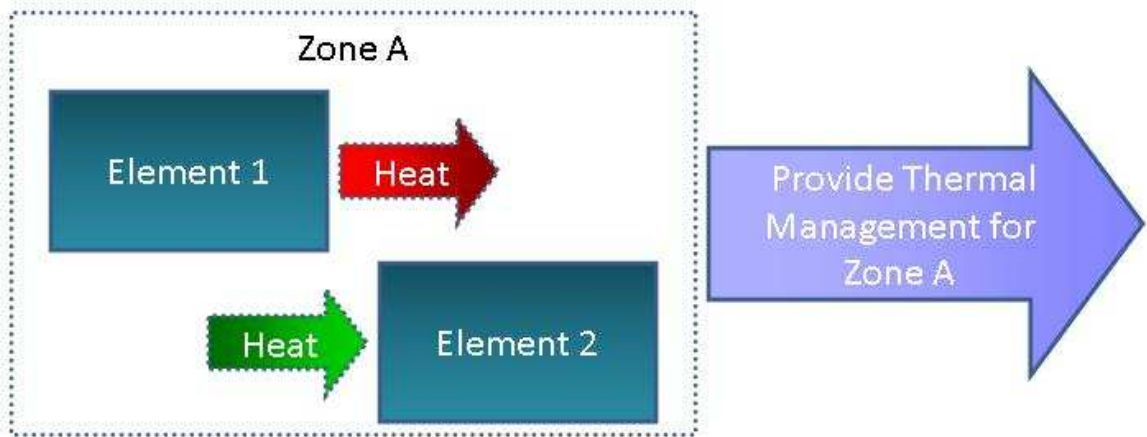 Zone A
Element 1
Heat
Heat
Element 2
Provide Thermal
Management for
Zone A